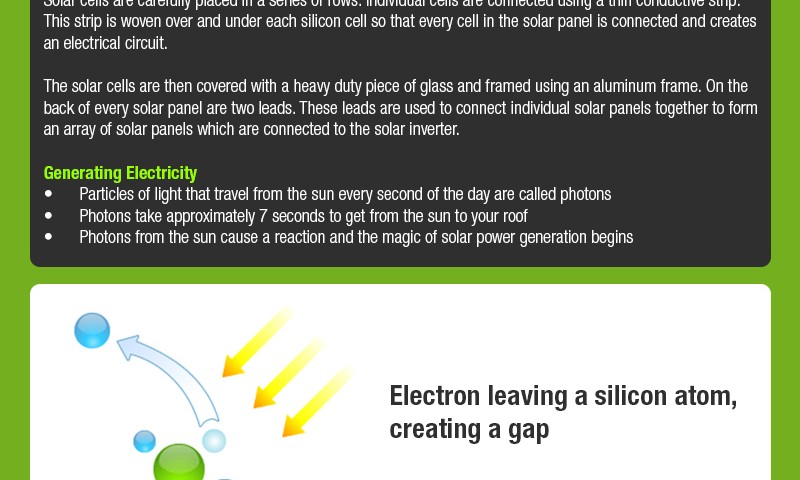 Solar cells are carefully placed in a series of rows. Individual cells are connected using a thin conductive strip.
This strip is woven over and under each silicon cell so that every cell in the solar panel is connected and creates
an electrical circuit.
The solar cells are then covered with a heavy duty piece of glass and framed using an aluminum frame. On the
back of every solar panel are two leads. These leads are used to connect individual solar panels together to form
an array of solar panels which are connected to the solar inverter.
Generating Electricity
• Particles of light that travel from the sun every second of the day are called photons
• Photons take approximately 7 seconds to get from the sun to your roof
• Photons from the sun cause a reaction and the magic of solar power generation begins
Electron leaving a silicon atom,
creating a gap